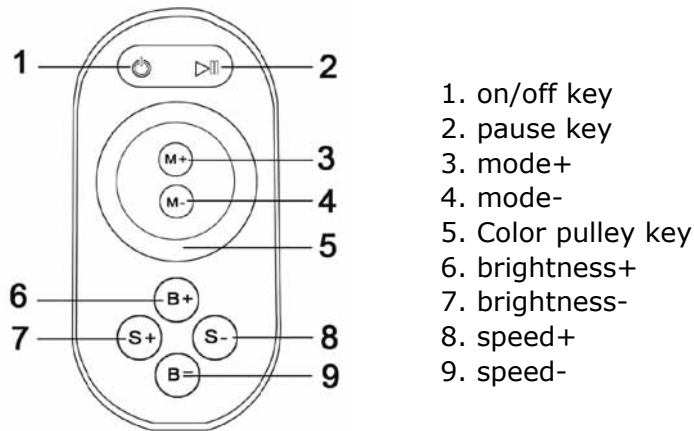 1
2
M+
3
M-
4
5
6
B+
7
S+
S-
8
B=
9
1. on/off key
2. pause key
3. mode+
4. mode-
5. Color pulley key
6. brightness+
7. brightness-
8. speed+
9. speed-